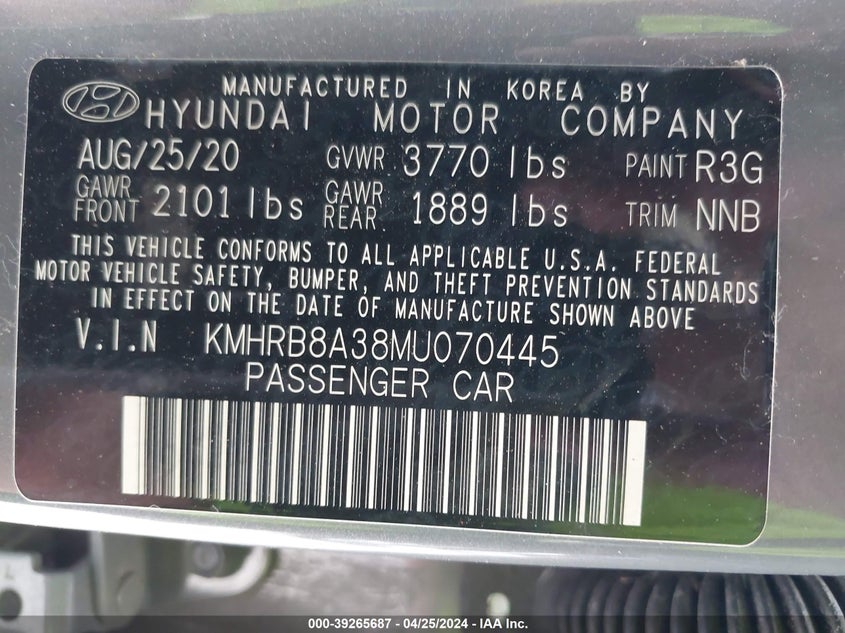 MANUFACTURED IN KOREA BY
HYUNDAI MOTOR COMPANY
AUG/25/20 GVWR 3770 lbs PAINT R3G
GAWR FRONT 2101 lbs GAWR REAR 1889 lbs TRIM NNB
THIS VEHICLE CONFORMS TO ALL APPLICABLE U.S.A. FEDERAL
MOTOR VEHICLE SAFETY, BUMPER, AND THEFT PREVENTION STANDARDS
IN EFFECT ON THE DATE OF MANUFACTURE SHOWN ABOVE
V.I.N KMHRB8A38MU070445
PASSENGER CAR
L
000-39265687 - 04/25/2024 - IAA Inc.